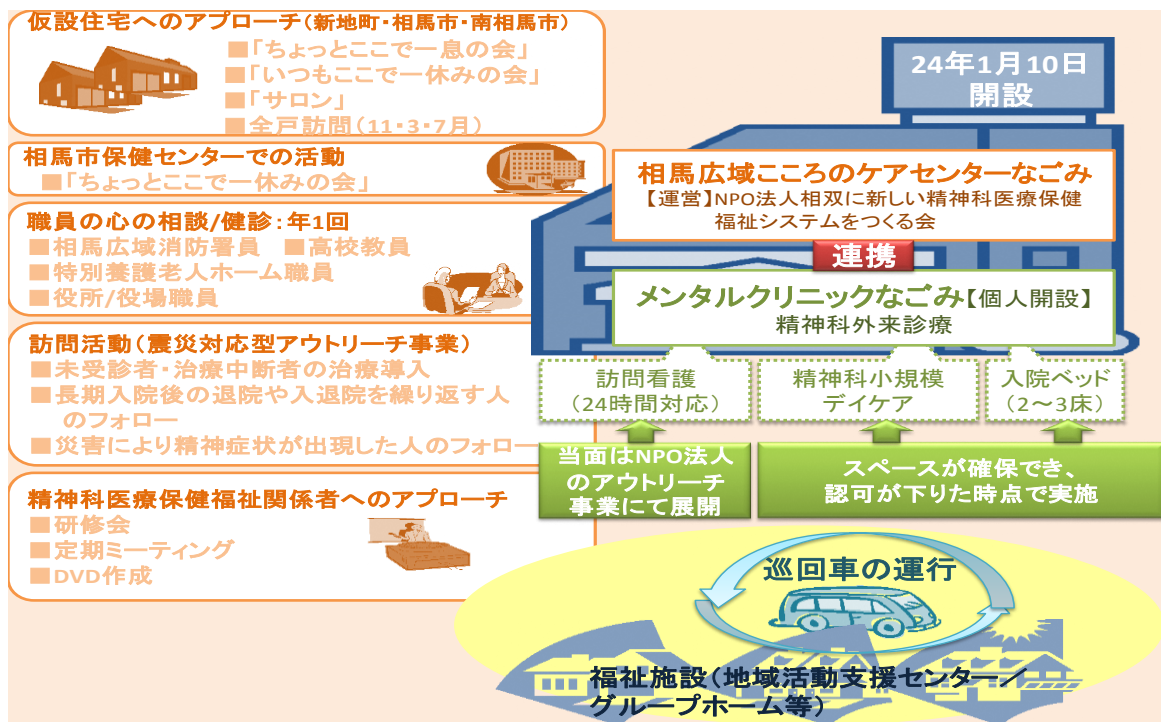 仮設住宅へのアプローチ(新地町・相馬市・南相馬市)
■「ちょっとここで一息の会」
■「いつもここで一休みの会」
■「サロン」
■全戸訪問(11・3・7月)
相馬市保健センターでの活動
■「ちょっとここで一休みの会」
職員の心の相談/健診:年1回
■相馬広域消防署員 ■高校教員
■特別養護老人ホーム職員
■役所/役場職員
訪問活動(震災対応型アウトリーチ事業)
■未受診者・治療中断者の治療導入
■長期入院後の退院や入退院を繰り返す人
のフォロー
■災害により精神症状が出現した人のフォロー
精神科医療保健福祉関係者へのアプローチ
■研修会
■定期ミーティング
■DVD作成
24年1月10日
開設
相馬広域こころのケアセンターなごみ
【運営】NPO法人相双に新しい精神科医療保健
福祉システムをつくる会
連携
メンタルクリニックなごみ【個人開設】
精神科外来診療
訪問看護
(24時間対応)
精神科小規模
デイケア
入院ベッド
(2～3床)
当面はNPO法人
のアウトリーチ
事業にて展開
スペースが確保でき、
認可が下りた時点で実施
巡回車の運行
福祉施設(地域活動支援センター／
グループホーム等)